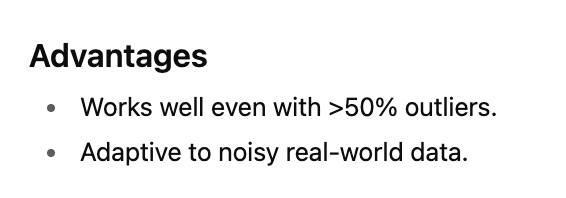 Advantages
• Works well even with >50% outliers.
• Adaptive to noisy real-world data.